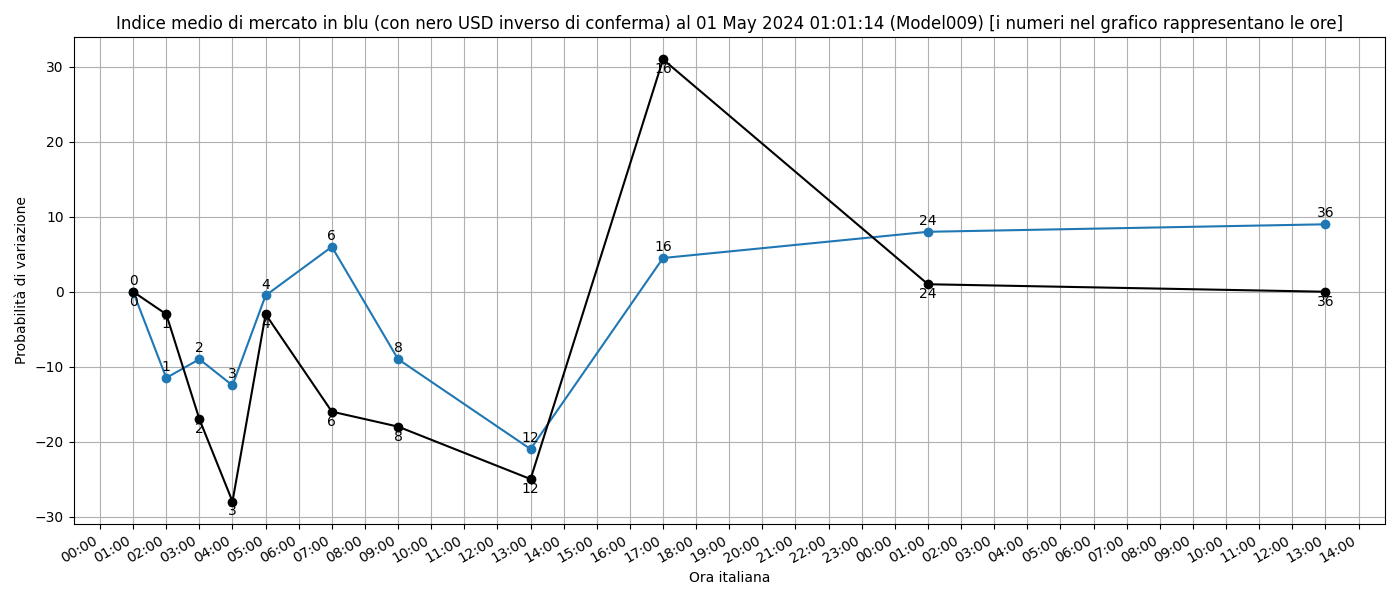 Indice medio di mercato in blu (con nero USD inverso di conferma) al 01 May 2024 01:01:14 (Model009) [i numeri nel grafico rappresentano le ore]
Probabilità di variazione
30
20
10
0
−10
−20
−30
0 1 2 3 4 6 8 12 16 24 36
0 1 2 3 4 6 8 12 16 24 36
00:00 01:00 02:00 03:00 04:00 05:00 06:00 07:00 08:00 09:00 10:00 11:00 12:00 13:00 14:00 15:00 16:00 17:00 18:00 19:00 20:00 21:00 22:00 23:00 00:00 01:00 02:00 03:00 04:00 05:00 06:00 07:00 08:00 09:00 10:00 11:00 12:00 13:00 14:00
Ora italiana